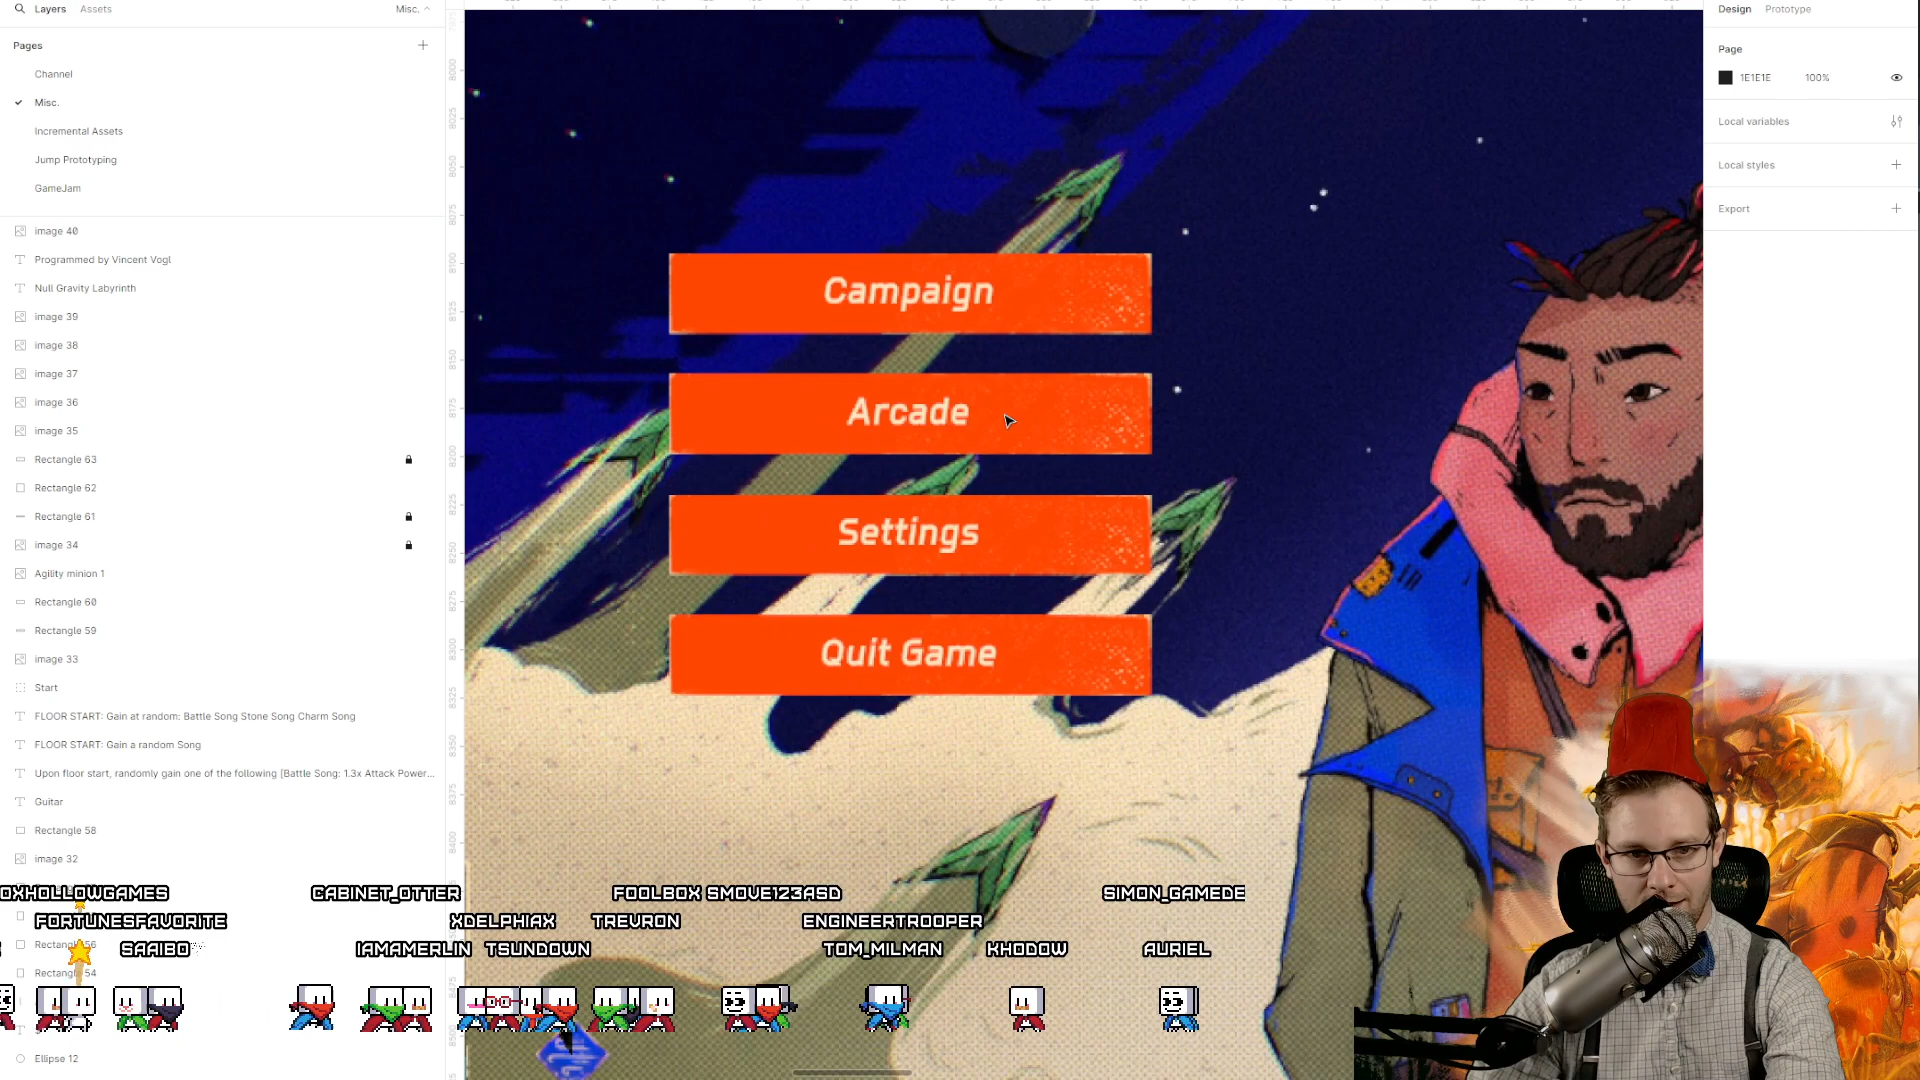 Layers Assets Misc.
Pages
Channel
Misc.
Incremental Assets
Jump Prototyping
GameJam
image 40
Programmed by Vincent Vogl
Null Gravity Labyrinth
image 39
image 38
image 37
image 36
image 35
Rectangle 63
Rectangle 62
Rectangle 61
image 34
Agility minion 1
Rectangle 60
Rectangle 59
image 33
Start
FLOOR START: Gain at random: Battle Song Stone Song Charm Song
FLOOR START: Gain a random Song
Upon floor start, randomly gain one of the following [Battle Song: 1.3x Attack Power...
Guitar
Rectangle 58
image 32
Ellipse 12
Campaign
Arcade
Settings
Quit Game
Design Prototype
Page
1E1E1E 100%
Local variables
Local styles
Export
OXHOLLOWGAMES CABINET_OTTER FOOLBOX SMOVE123ASD SIMON_GAMEDE
FORTUNESFAVORITE XDELPHIAX TREVRON ENGINEERTROOPER
SAAIBO IAMAMERLIN TSUNDOWN TOM_MILMAN KHODOW AURIEL